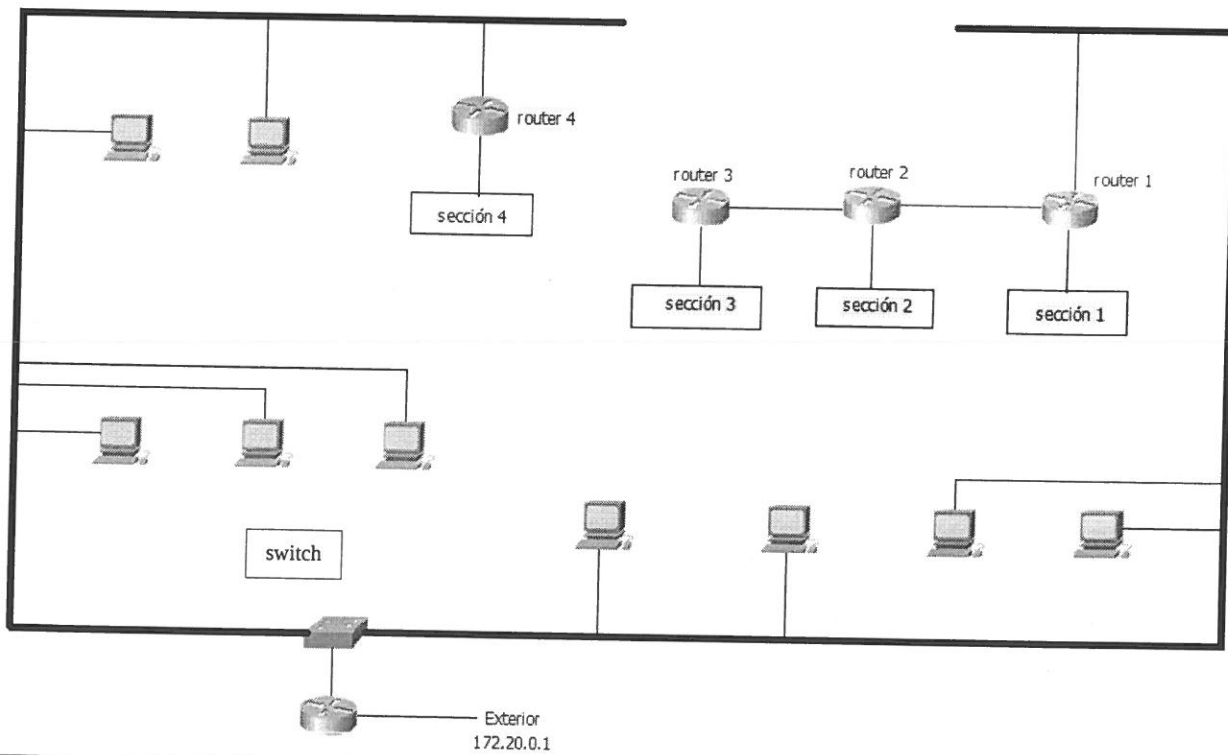 router 4
router 3
router 2
router 1
sección 4
sección 3
sección 2
sección 1
switch
Exterior
172.20.0.1